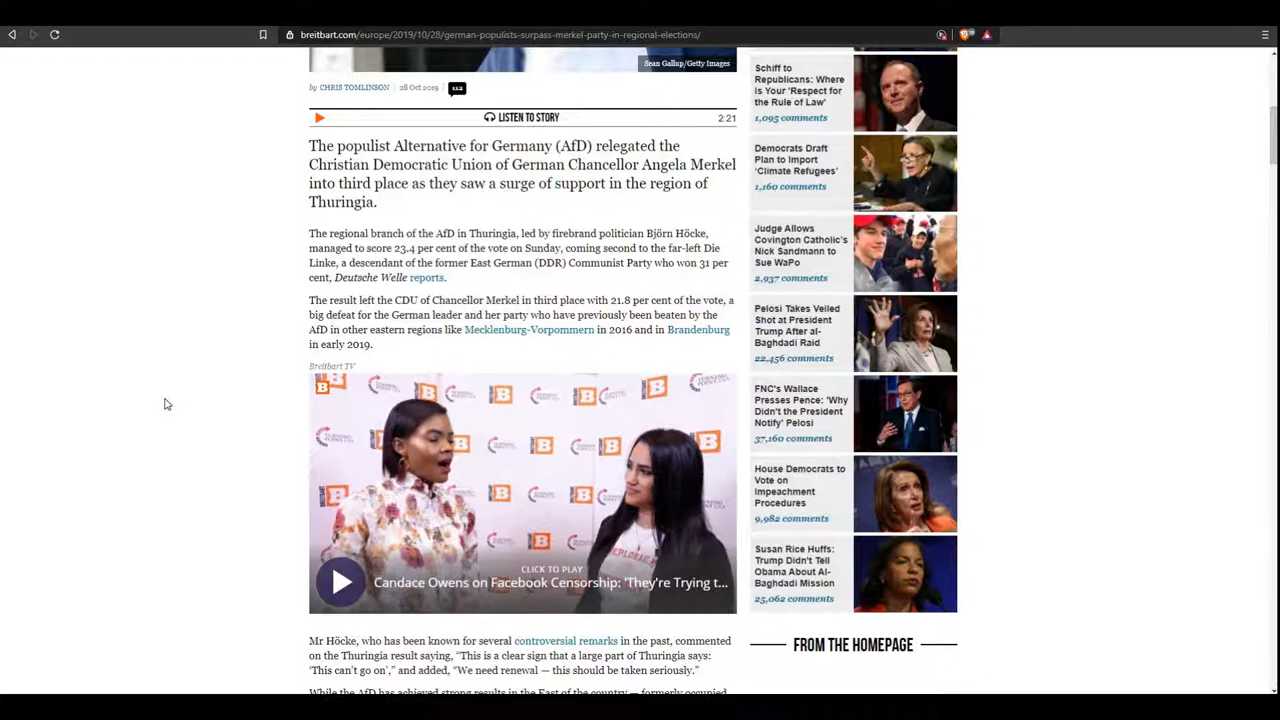 breitbart.com/europe/2019/10/28/german-populists-surpass-merkel-party-in-regional-elections/
Sean Gallup/Getty Images
by CHRIS TOMLINSON | 28 Oct 2019 | 112
LISTEN TO STORY
2:21
The populist Alternative for Germany (AfD) relegated the
Christian Democratic Union of German Chancellor Angela Merkel
into third place as they saw a surge of support in the region of
Thuringia.
The regional branch of the AfD in Thuringia, led by firebrand politician Björn Höcke,
managed to score 23.4 per cent of the vote on Sunday, coming second to the far-left Die
Linke, a descendant of the former East German (DDR) Communist Party who won 31 per
cent, Deutsche Welle reports.
The result left the CDU of Chancellor Merkel in third place with 21.8 per cent of the vote, a
big defeat for the German leader and her party who have previously been beaten by the
AfD in other eastern regions like Mecklenburg-Vorpommern in 2016 and in Brandenburg
in early 2019.
Breitbart TV
CLICK TO PLAY
Candace Owens on Facebook Censorship: 'They're Trying t...
Mr Höcke, who has been known for several controversial remarks in the past, commented
on the Thuringia result saying, “This is a clear sign that a large part of Thuringia says:
‘This can’t go on’,” and added, “We need renewal — this should be taken seriously.”
While the AfD has achieved strong results in the East of the country — formerly occupied
Schiff to
Republicans: Where
Is Your 'Respect for
the Rule of Law'
1,095 comments
Democrats Draft
Plan to Import
‘Climate Refugees’
1,160 comments
Judge Allows
Covington Catholic's
Nick Sandmann to
Sue WaPo
2,937 comments
Pelosi Takes Veiled
Shot at President
Trump After al-
Baghdadi Raid
22,456 comments
FNC's Wallace
Presses Pence: 'Why
Didn't the President
Notify' Pelosi
37,160 comments
House Democrats to
Vote on
Impeachment
Procedures
9,982 comments
Susan Rice Huffs:
Trump Didn't Tell
Obama About Al-
Baghdadi Mission
25,062 comments
FROM THE HOMEPAGE